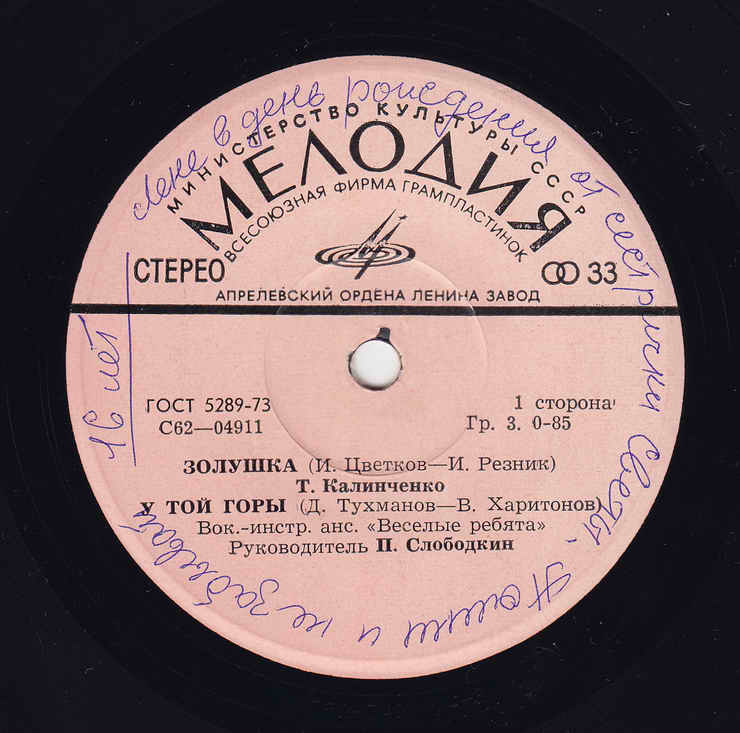 Лене в день рождения от сестрички Светы. Помни и не забывай
16 лет
МИНИСТЕРСТВО КУЛЬТУРЫ СССР
МЕЛОДИЯ
ВСЕСОЮЗНАЯ ФИРМА ГРАМПЛАСТИНОК
СТЕРЕО
33
АПРЕЛЕВСКИЙ ОРДЕНА ЛЕНИНА ЗАВОД
ГОСТ 5289-73
С62—04911
1 сторона
Гр. 3. 0-85
ЗОЛУШКА (И. Цветков—И. Резник)
Т. Калинченко
У ТОЙ ГОРЫ (Д. Тухманов—В. Харитонов)
Вок.-инстр. анс. «Веселые ребята»
Руководитель П. Слободкин